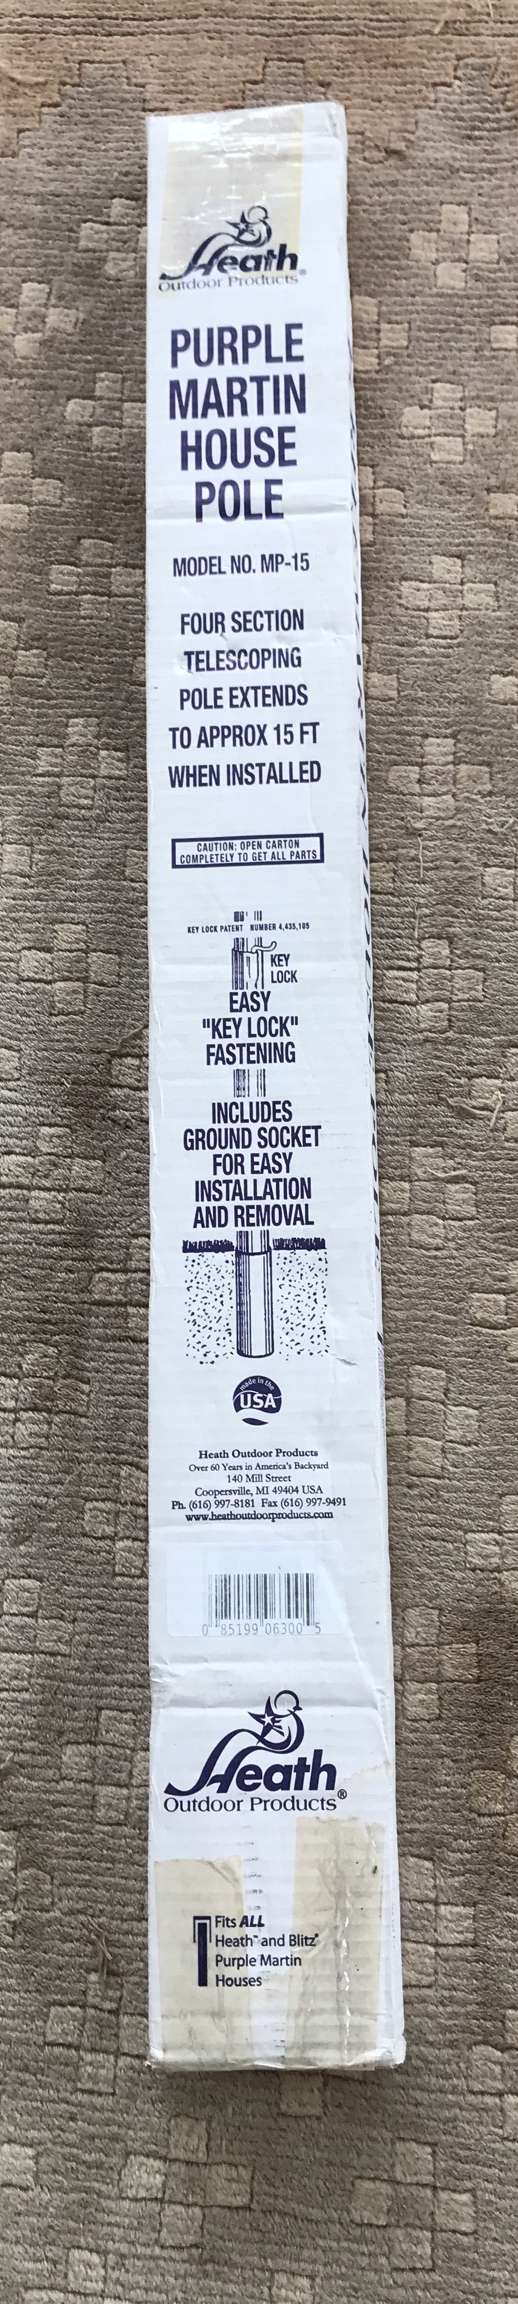 Heath®
Outdoor Products
PURPLE
MARTIN
HOUSE
POLE
MODEL NO. MP-15
FOUR SECTION
TELESCOPING
POLE EXTENDS
TO APPROX 15 FT
WHEN INSTALLED
CAUTION: OPEN CARTON
COMPLETELY TO GET ALL PARTS
KEY LOCK PATENT NUMBER 4,435,105
KEY
LOCK
EASY
"KEY LOCK"
FASTENING
INCLUDES
GROUND SOCKET
FOR EASY
INSTALLATION
AND REMOVAL
made in the
USA
Heath Outdoor Products
Over 60 Years in America's Backyard
140 Mill Street
Coopersville, MI 49404 USA
Ph. (616) 997-8181 Fax (616) 997-9491
www.heathoutdoorproducts.com
0 85199 06300 5
Heath®
Outdoor Products
Fits ALL
Heath™ and Blitz®
Purple Martin
Houses